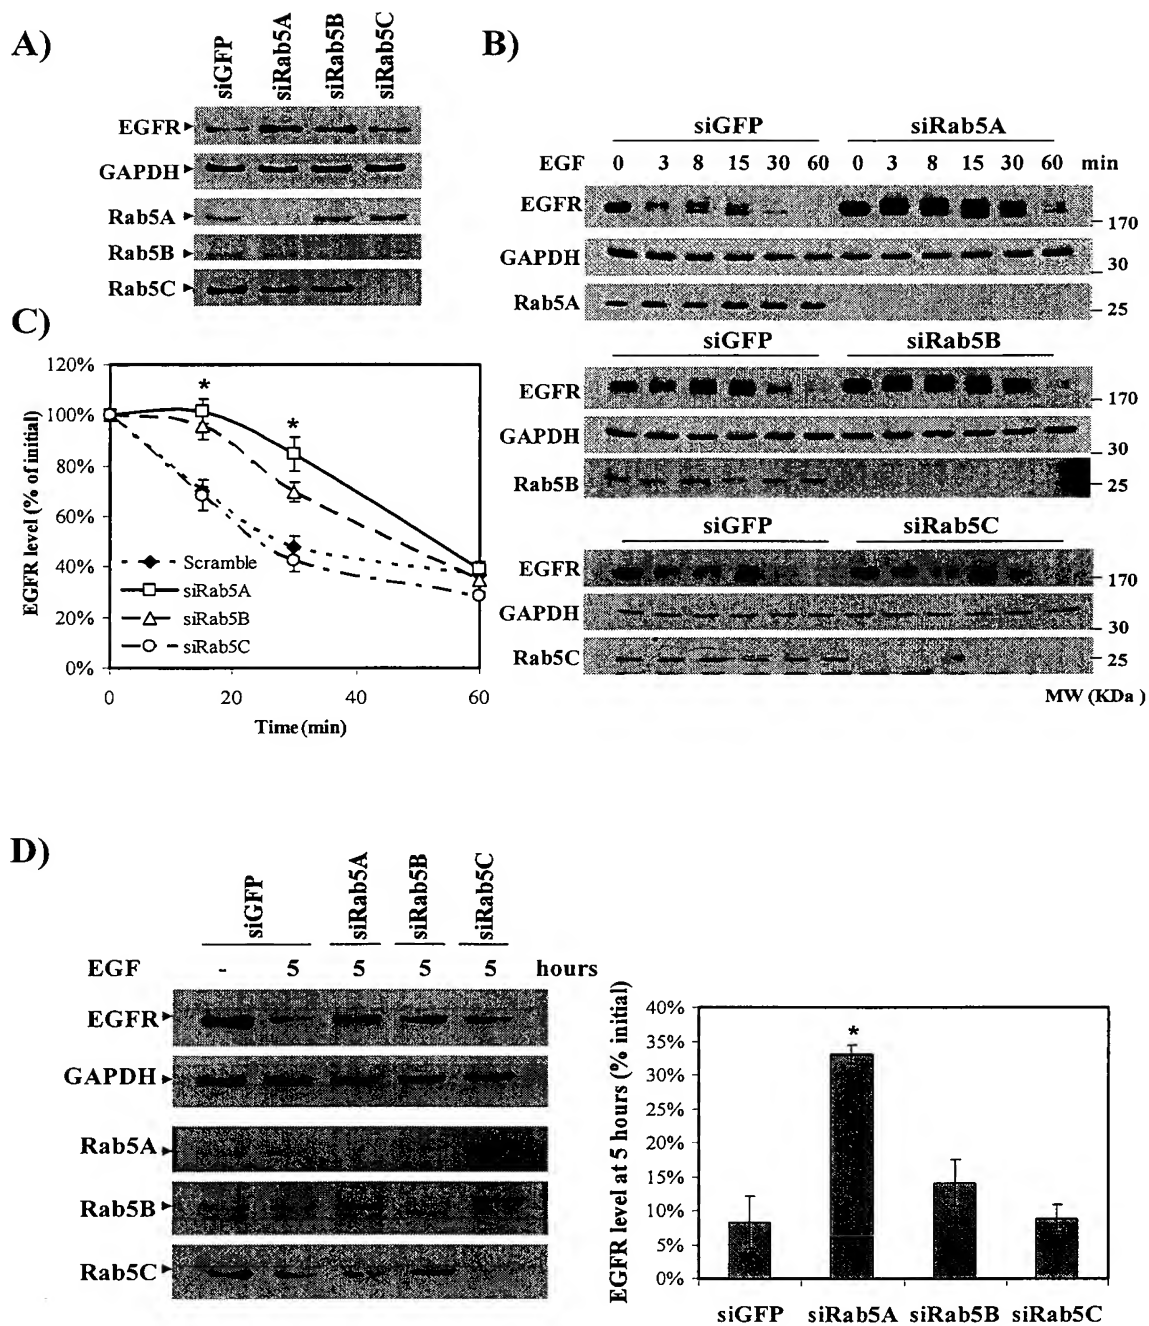 A)
siGFP siRab5A siRab5B siRab5C
EGFR
GAPDH
Rab5A
Rab5B
Rab5C
B)
siGFP siRab5A
EGF 0 3 8 15 30 60 0 3 8 15 30 60 min
EGFR 170
GAPDH 30
Rab5A 25
siGFP siRab5B
EGFR 170
GAPDH 30
Rab5B 25
siGFP siRab5C
EGFR 170
GAPDH 30
Rab5C 25
MW (KDa )
C)
EGFR level (% of initial)
120%
100%
80%
60%
40%
20%
0%
* *
Scramble
siRab5A
siRab5B
siRab5C
0 20 40 60
Time (min)
D)
siGFP siRab5A siRab5B siRab5C
EGF - 5 5 5 5 hours
EGFR
GAPDH
Rab5A
Rab5B
Rab5C
EGFR level at 5 hours (% initial)
40%
35%
30%
25%
20%
15%
10%
5%
0%
*
siGFP siRab5A siRab5B siRab5C